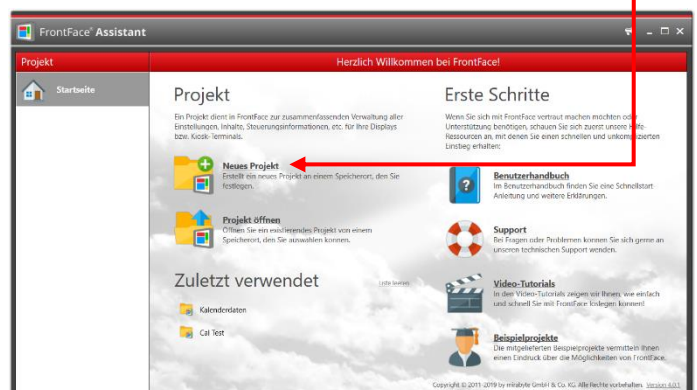 FrontFace® Assistant
Projekt
Herzlich Willkommen bei FrontFace!
Startseite
Projekt
Ein Projekt dient in FrontFace zur zusammenfassenden Verwaltung aller
Einstellungen, Inhalte, Steuerungsinformationen, etc. für Ihre Displays
bzw. Kiosk-Terminals.
Neues Projekt
Erstellt ein neues Projekt an einem Speicherort, den Sie
festlegen.
Projekt öffnen
Öffnen Sie ein existierendes Projekt von einem
Speicherort, den Sie auswählen können.
Zuletzt verwendet
Liste leeren
Kalenderdaten
Cal Test
Erste Schritte
Wenn Sie sich mit FrontFace vertraut machen möchten oder
Unterstützung benötigen, schauen Sie sich zuerst unsere Hilfe-
Ressourcen an, mit denen Sie einen schnellen und unkomplizierten
Einstieg erhalten:
Benutzerhandbuch
Im Benutzerhandbuch finden Sie eine Schnellstart
Anleitung und weitere Erklärungen.
Support
Bei Fragen oder Problemen können Sie sich gerne an
unseren technischen Support wenden.
Video-Tutorials
In den Video-Tutorials zeigen wir Ihnen, wie einfach
und schnell Sie mit FrontFace loslegen können!
Beispielprojekte
Die mitgelieferten Beispielprojekte vermitteln Ihnen
einen Eindruck über die Möglichkeiten von FrontFace.
Copyright © 2011-2019 by mirabyte GmbH & Co. KG. Alle Rechte vorbehalten. Version 4.0.1